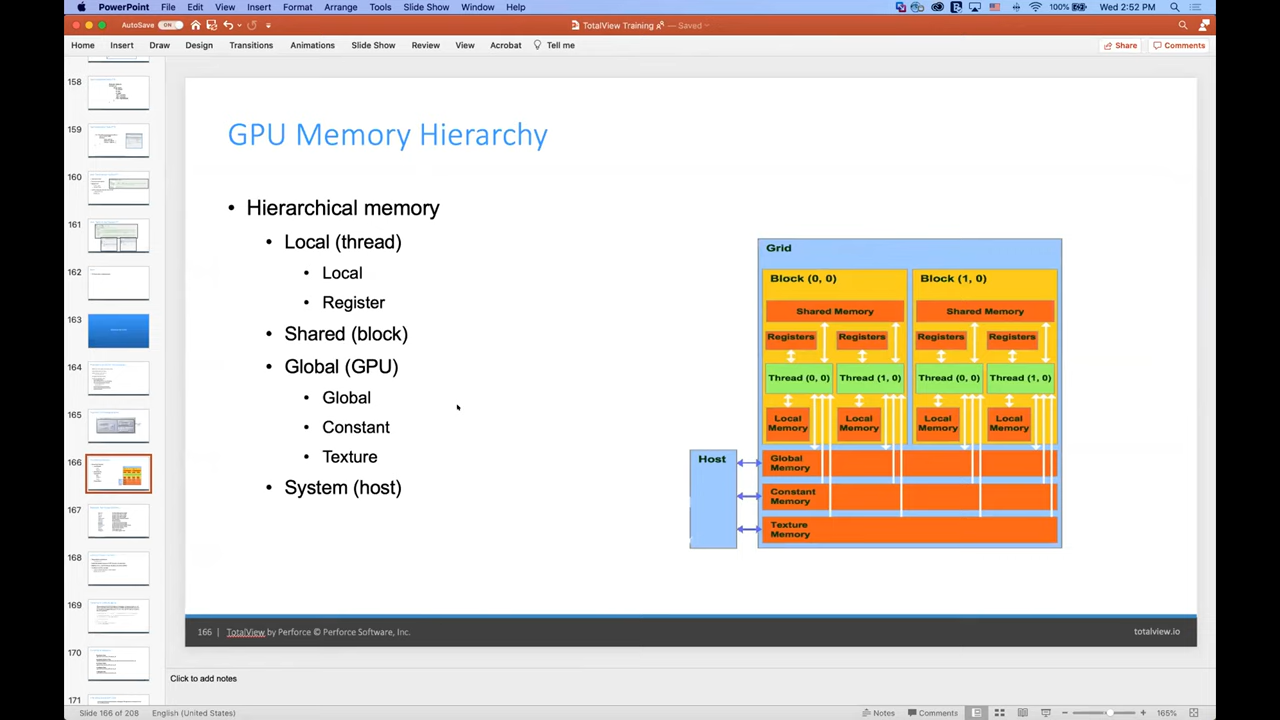 PowerPoint File Edit View Insert Format Arrange Tools Slide Show Window Help 100% Wed 2:52 PM
AutoSave ON TotalView Training — Saved
Home Insert Draw Design Transitions Animations Slide Show Review View Acrobat Tell me Share Comments
158
159
160
161
162
163
164
165
166
167
168
169
170
171
GPU Memory Hierarchy
• Hierarchical memory
• Local (thread)
• Local
• Register
• Shared (block)
• Global (GPU)
• Global
• Constant
• Texture
• System (host)
Grid
Block (0, 0) Block (1, 0)
Shared Memory Shared Memory
Registers Registers Registers Registers
Thread (0, 0) Thread (1, 0) Thread (0, 0) Thread (1, 0)
Local Local Local Local
Memory Memory Memory Memory
Host
Global
Memory
Constant
Memory
Texture
Memory
166 | TotalView by Perforce © Perforce Software, Inc. totalview.io
Click to add notes
Slide 166 of 208 English (United States) Notes Comments 165%